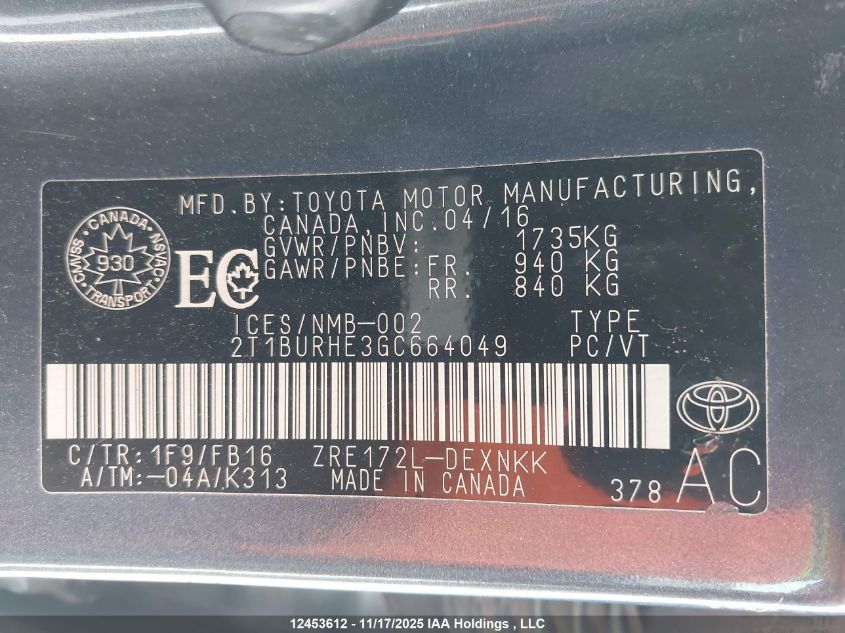 MFD.BY:TOYOTA MOTOR MANUFACTURING,
CANADA,INC.04/16
GVWR/PNBV: 1735KG
GAWR/PNBE:FR. 940 KG
RR. 840 KG
CANADA
CMVSS 930 NSVAC
TRANSPORT
EC
ICES/NMB-002 TYPE
2T1BURHE3GC664049 PC/VT
C/TR:1F9/FB16 ZRE172L-DEXNKK
A/TM:-04A/K313 MADE IN CANADA
378 AC
12453612 - 11/17/2025 IAA Holdings , LLC